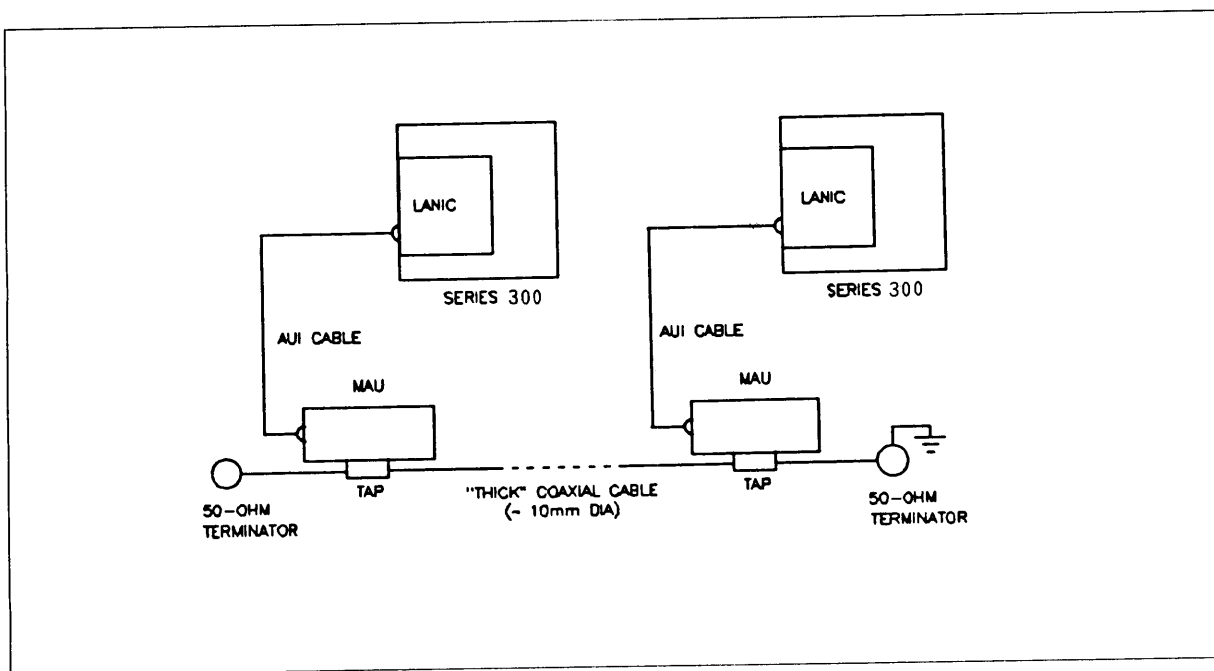 LANIC
SERIES 300
AUI CABLE
MAU
TAP
50-OHM
TERMINATOR
"THICK" COAXIAL CABLE
(~ 10mm DIA)
LANIC
SERIES 300
AUI CABLE
MAU
TAP
50-OHM
TERMINATOR